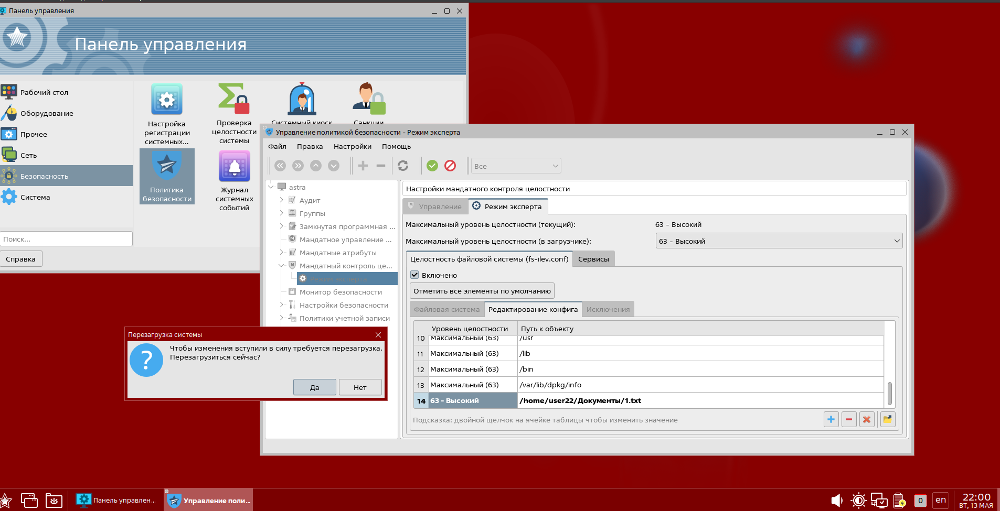 Панель управления
Панель управления
Рабочий стол
Оборудование
Прочее
Сеть
Безопасность
Система
Поиск...
Справка
Настройка
регистрации
системных...
Проверка
целостности
системы
Системный киоск
Санкции
Политика
безопасности
Журнал
системных
событий
Управление политикой безопасности – Режим эксперта
Файл Правка Настройки Помощь
Все
astra
Аудит
Группы
Замкнутая программная ...
Мандатное управление ...
Мандатные атрибуты
Мандатный контроль це...
Режим эксперта
Монитор безопасности
Настройки безопасности
Политики учетной записи
Настройки мандатного контроля целостности
Управление Режим эксперта
Максимальный уровень целостности (текущий): 63 – Высокий
Максимальный уровень целостности (в загрузчике): 63 – Высокий
Целостность файловой системы (fs-ilev.conf) Сервисы
Включено
Отметить все элементы по умолчанию
Файловая система Редактирование конфига Исключения
Уровень целостности Путь к объекту
10 Максимальный (63) /usr
11 Максимальный (63) /lib
12 Максимальный (63) /bin
13 Максимальный (63) /var/lib/dpkg/info
14 63 – Высокий /home/user22/Документы/1.txt
Подсказка: двойной щелчок на ячейке таблицы чтобы изменить значение
Перезагрузка системы
Чтобы изменения вступили в силу требуется перезагрузка.
Перезагрузиться сейчас?
Да Нет
Панель управлен...
Управление поли...
0
en
22:00
ВТ, 13 МАЯ